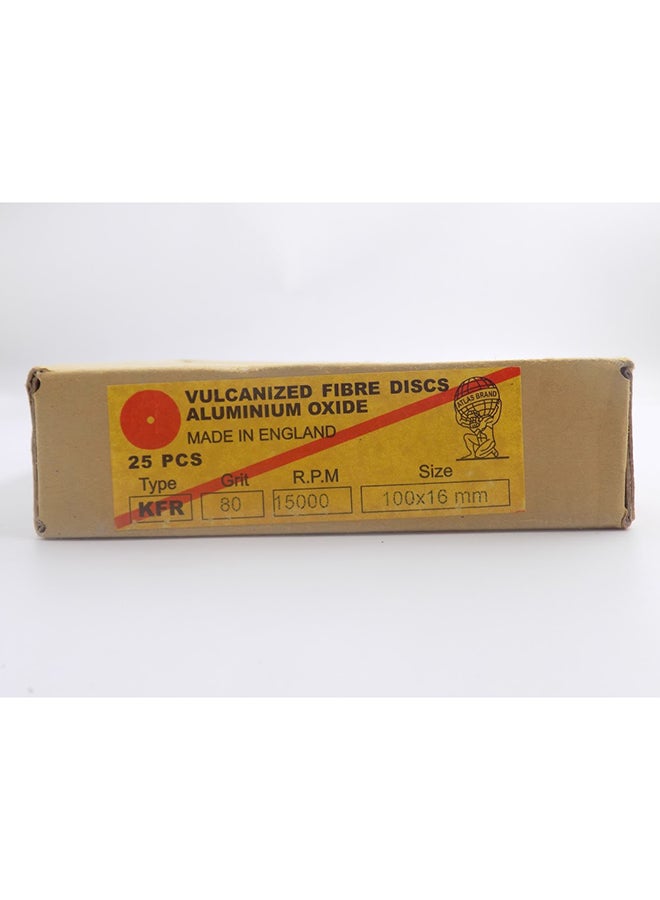 VULCANIZED FIBRE DISCS
ALUMINIUM OXIDE
MADE IN ENGLAND
ATLAS BRAND
25 PCS
Type Grit R.P.M Size
KFR 80 15000 100x16 mm